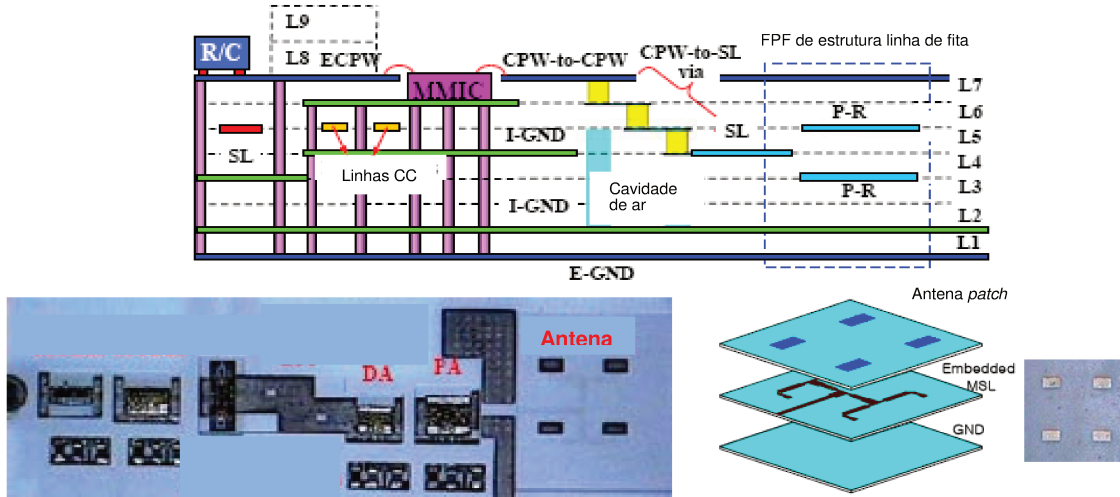 L9
R/C
L8
ECPW
CPW-to-CPW
CPW-to-SL
via
FPF de estrutura linha de fita
MMIC
L7
L6
P-R
I-GND
SL
L5
SL
Linhas CC
L4
Cavidade
de ar
P-R
L3
I-GND
L2
L1
E-GND
Antena patch
Antena
DA
PA
Embedded
MSL
GND